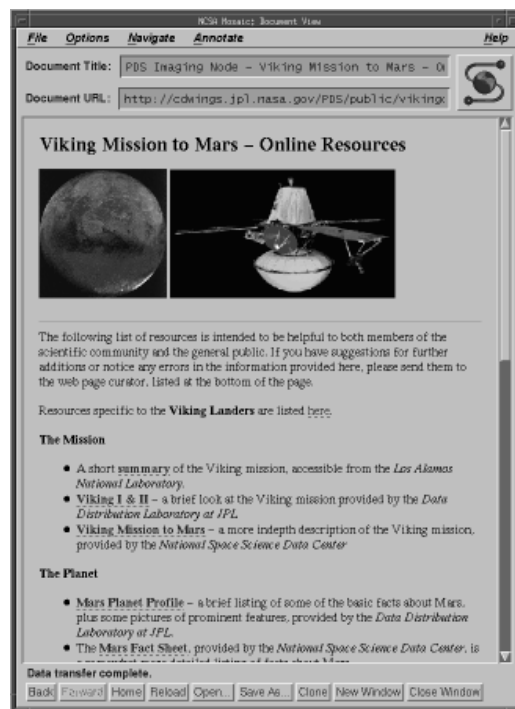 NCSA Mosaic: Document View
File Options Navigate Annotate Help
Document Title: PDS Imaging Node - Viking Mission to Mars - On
Document URL: http://cdwings.jpl.nasa.gov/PDS/public/viking
Viking Mission to Mars – Online Resources
The following list of resources is intended to be helpful to both members of the
scientific community and the general public. If you have suggestions for further
additions or notice any errors in the information provided here, please send them to
the web page curator, listed at the bottom of the page.
Resources specific to the Viking Landers are listed here.
The Mission
● A short summary of the Viking mission, accessible from the Los Alamos
National Laboratory.
● Viking I & II – a brief look at the Viking mission provided by the Data
Distribution Laboratory at JPL
● Viking Mission to Mars – a more indepth description of the Viking mission,
provided by the National Space Science Data Center
The Planet
● Mars Planet Profile – a brief listing of some of the basic facts about Mars,
plus some pictures of prominent features, provided by the Data Distribution
Laboratory at JPL.
● The Mars Fact Sheet, provided by the National Space Science Data Center, is
a somewhat more detailed listing of facts about Mars
Data transfer complete.
Back Forward Home Reload Open... Save As... Clone New Window Close Window